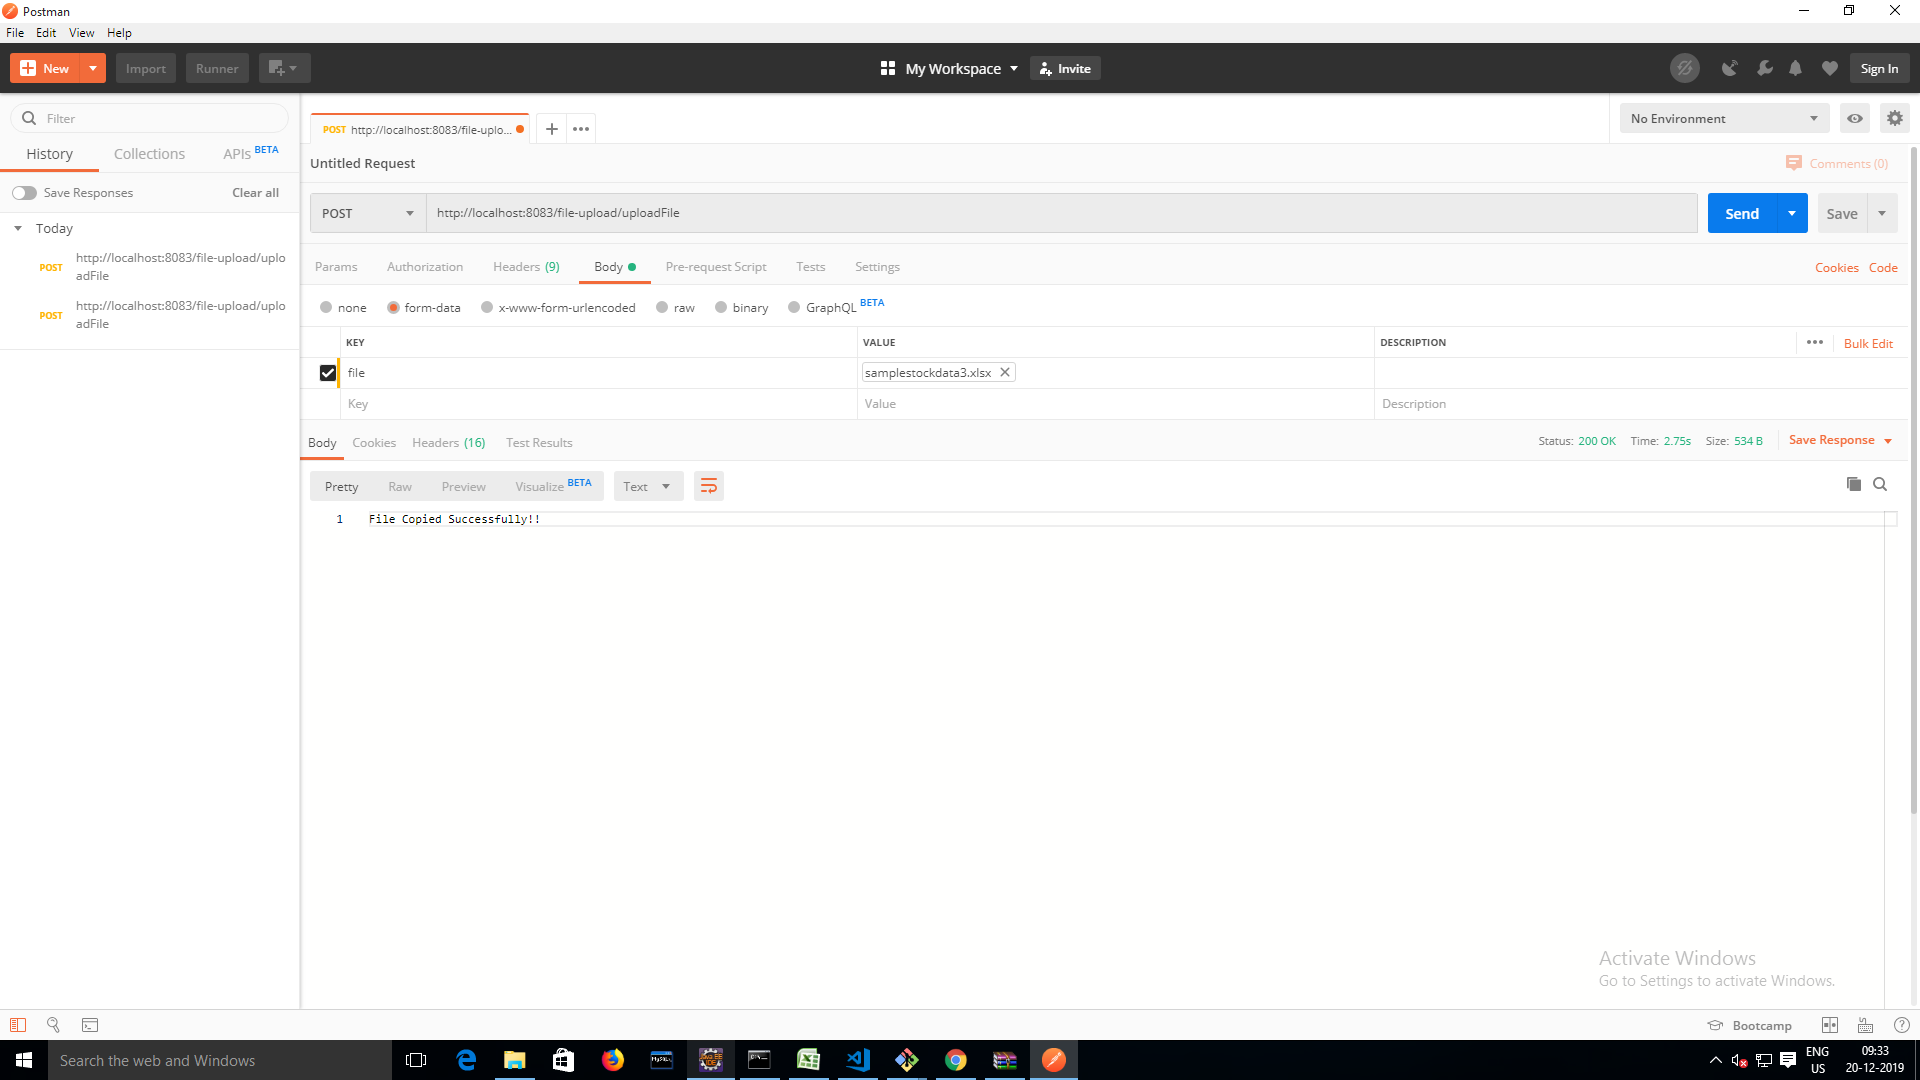 Postman
File Edit View Help
New Import Runner My Workspace Invite Sign In
Filter
History Collections APIs BETA
Save Responses Clear all
Today
POST http://localhost:8083/file-upload/uplo
adFile
POST http://localhost:8083/file-upload/uplo
adFile
POST http://localhost:8083/file-uplo... No Environment
Untitled Request Comments (0)
POST http://localhost:8083/file-upload/uploadFile Send Save
Params Authorization Headers (9) Body Pre-request Script Tests Settings Cookies Code
none form-data x-www-form-urlencoded raw binary GraphQL BETA
KEY VALUE DESCRIPTION Bulk Edit
file samplestockdata3.xlsx
Key Value Description
Body Cookies Headers (16) Test Results Status: 200 OK Time: 2.75s Size: 534 B Save Response
Pretty Raw Preview Visualize BETA Text
1 File Copied Successfully!!
Activate Windows
Go to Settings to activate Windows.
Bootcamp
Search the web and Windows
ENG
US
09:33
20-12-2019